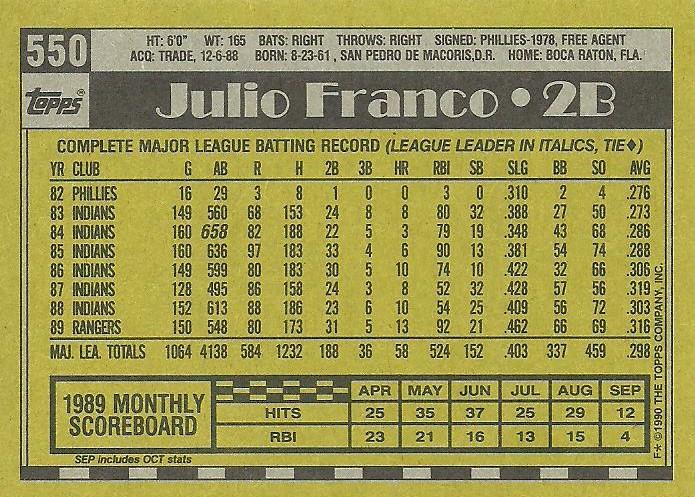 550
HT: 6'0" WT: 165 BATS: RIGHT THROWS: RIGHT SIGNED: PHILLIES-1978, FREE AGENT
ACQ: TRADE, 12-6-88 BORN: 8-23-61 , SAN PEDRO DE MACORIS,D.R. HOME: BOCA RATON, FLA.
TOPPS® Julio Franco • 2B
COMPLETE MAJOR LEAGUE BATTING RECORD (LEAGUE LEADER IN ITALICS, TIE♦)
YR CLUB G AB R H 2B 3B HR RBI SB SLG BB SO AVG
82 PHILLIES 16 29 3 8 1 0 0 3 0 .310 2 4 .276
83 INDIANS 149 560 68 153 24 8 8 80 32 .388 27 50 .273
84 INDIANS 160 658 82 188 22 5 3 79 19 .348 43 68 .286
85 INDIANS 160 636 97 183 33 4 6 90 13 .381 54 74 .288
86 INDIANS 149 599 80 183 30 5 10 74 10 .422 32 66 .306
87 INDIANS 128 495 86 158 24 3 8 52 32 .428 57 56 .319
88 INDIANS 152 613 88 186 23 6 10 54 25 .409 56 72 .303
89 RANGERS 150 548 80 173 31 5 13 92 21 .462 66 69 .316
MAJ. LEA. TOTALS 1064 4138 584 1232 188 36 58 524 152 .403 337 459 .298
1989 MONTHLY
SCOREBOARD
APR MAY JUN JUL AUG SEP
HITS 25 35 37 25 29 12
RBI 23 21 16 13 15 4
SEP includes OCT stats
F* ©1990 THE TOPPS COMPANY, INC.